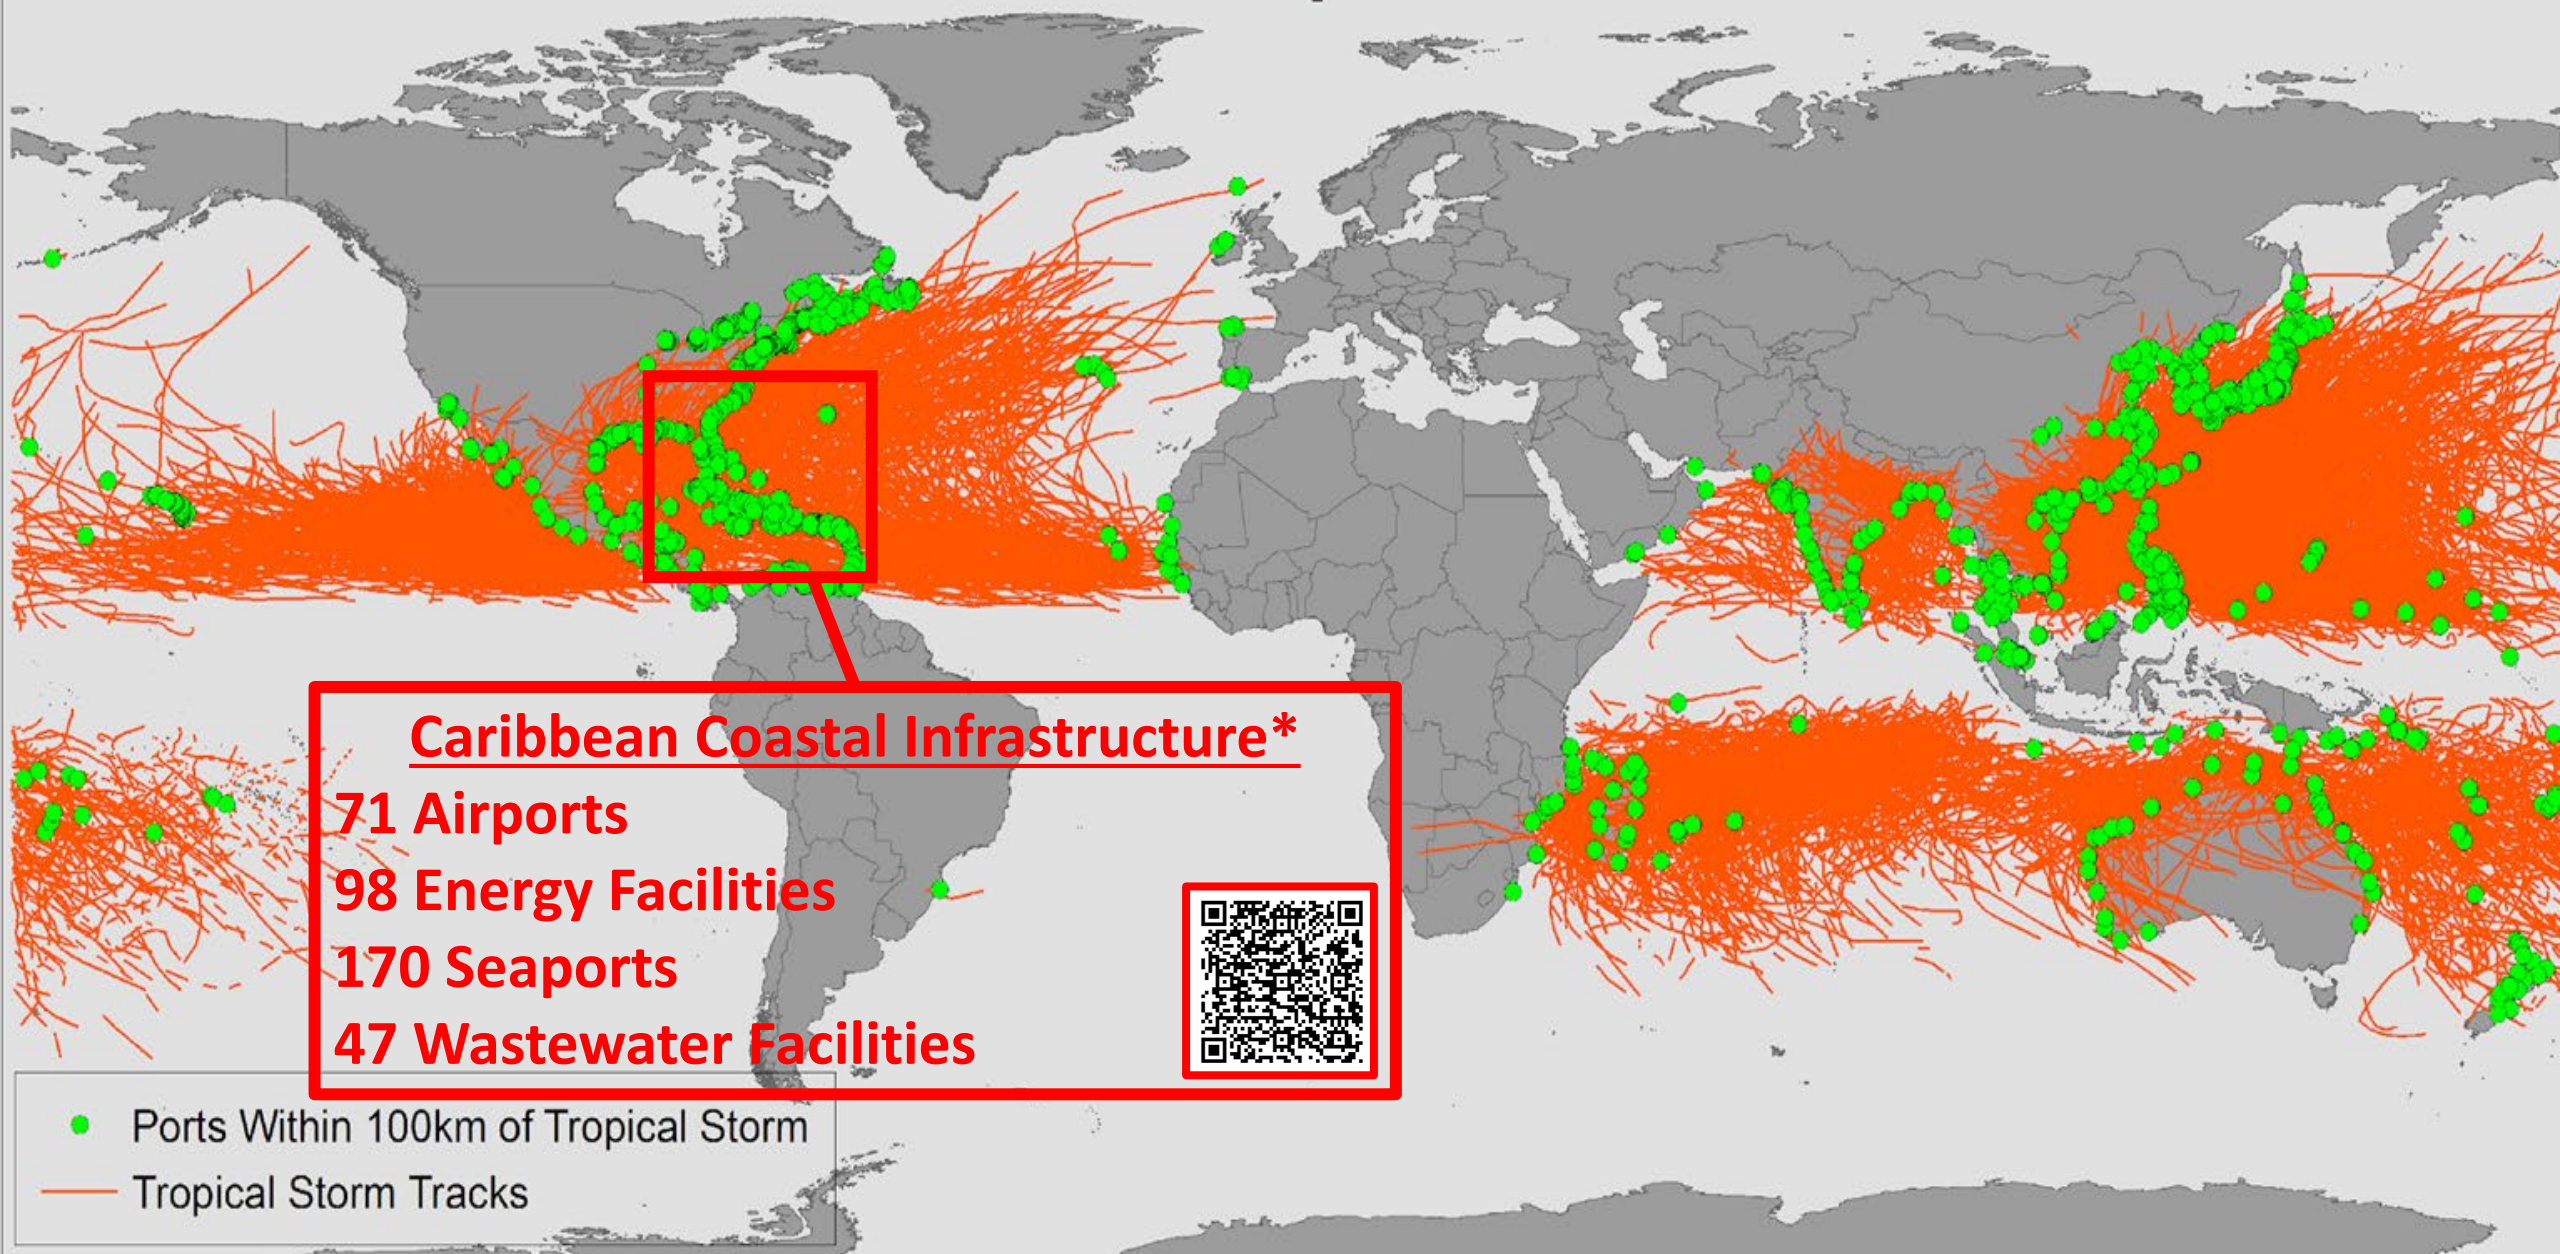 Caribbean Coastal Infrastructure*
71 Airports
98 Energy Facilities
170 Seaports
47 Wastewater Facilities
Ports Within 100km of Tropical Storm
Tropical Storm Tracks